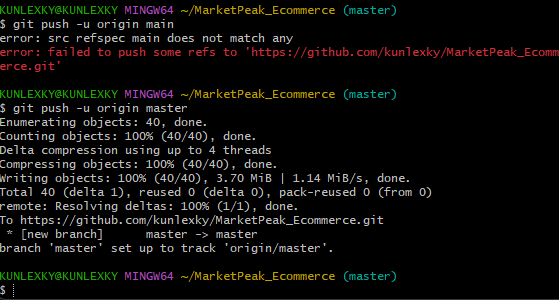 KUNLEXKY@KUNLEXKY MINGW64 ~/MarketPeak_Ecommerce (master)
$ git push -u origin main
error: src refspec main does not match any
error: failed to push some refs to 'https://github.com/kunlexky/MarketPeak_Ecomm
erce.git'
KUNLEXKY@KUNLEXKY MINGW64 ~/MarketPeak_Ecommerce (master)
$ git push -u origin master
Enumerating objects: 40, done.
Counting objects: 100% (40/40), done.
Delta compression using up to 4 threads
Compressing objects: 100% (40/40), done.
Writing objects: 100% (40/40), 3.70 MiB | 1.14 MiB/s, done.
Total 40 (delta 1), reused 0 (delta 0), pack-reused 0 (from 0)
remote: Resolving deltas: 100% (1/1), done.
To https://github.com/kunlexky/MarketPeak_Ecommerce.git
 * [new branch]      master -> master
branch 'master' set up to track 'origin/master'.
KUNLEXKY@KUNLEXKY MINGW64 ~/MarketPeak_Ecommerce (master)
$